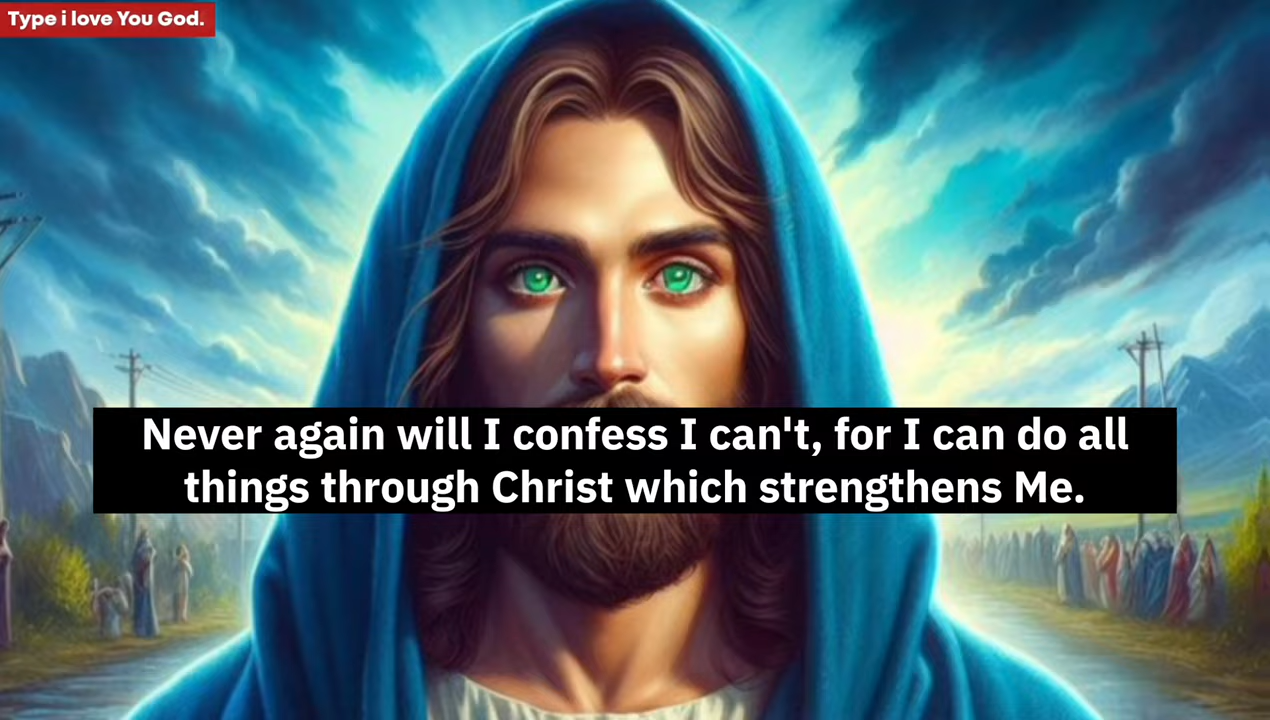 Type i love You God.
Never again will I confess I can't, for I can do all
things through Christ which strengthens Me.